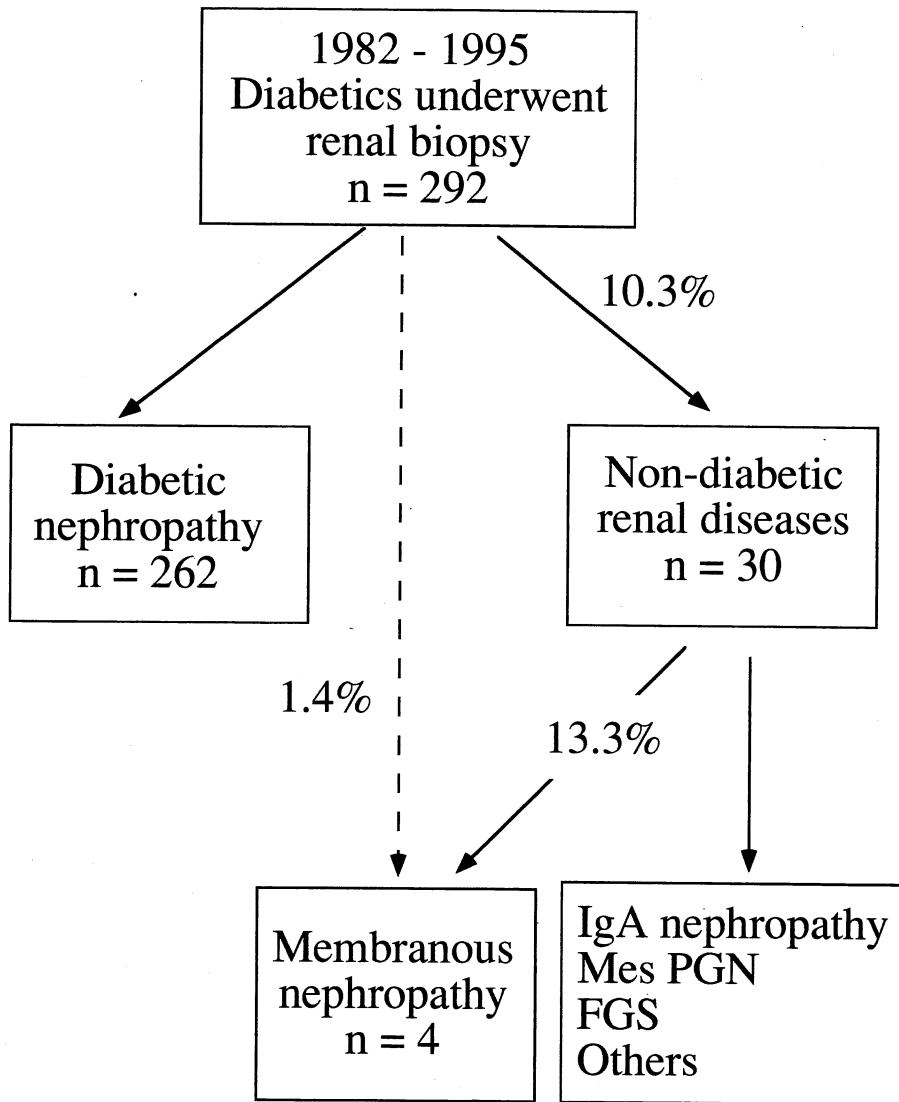 1982 - 1995
Diabetics underwent
renal biopsy
n = 292
10.3%
Diabetic
nephropathy
n = 262
Non-diabetic
renal diseases
n = 30
1.4%
13.3%
Membranous
nephropathy
n = 4
IgA nephropathy
Mes PGN
FGS
Others